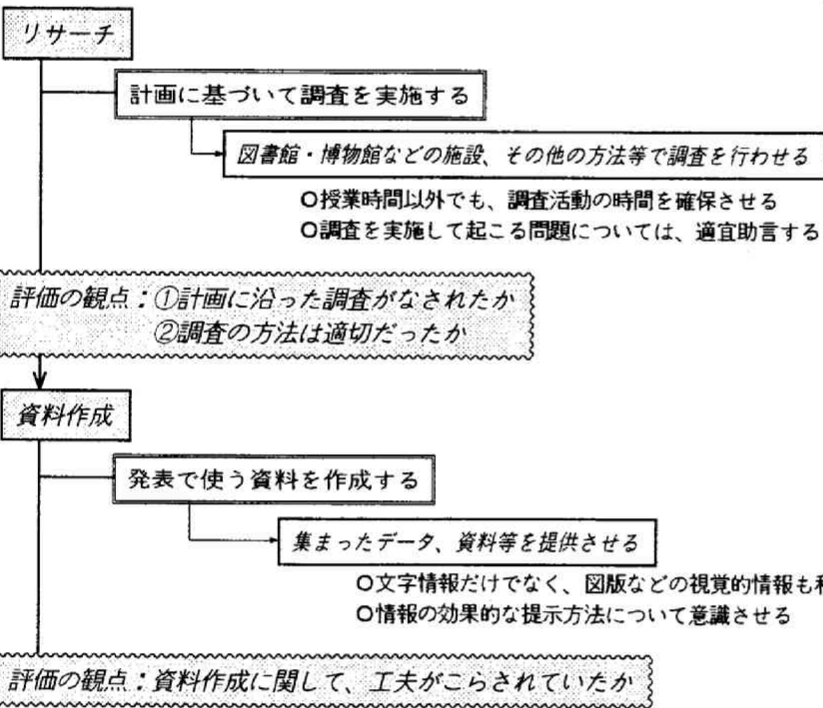 リサーチ
計画に基づいて調査を実施する
図書館・博物館などの施設、その他の方法等で調査を行わせる
○授業時間以外でも、調査活動の時間を確保させる
○調査を実施して起こる問題については、適宜助言する
評価の観点：①計画に沿った調査がなされたか
②調査の方法は適切だったか
資料作成
発表で使う資料を作成する
集まったデータ、資料等を提供させる
○文字情報だけでなく、図版などの視覚的情報も
○情報の効果的な提示方法について意識させる
評価の観点：資料作成に関して、工夫がこらされていたか